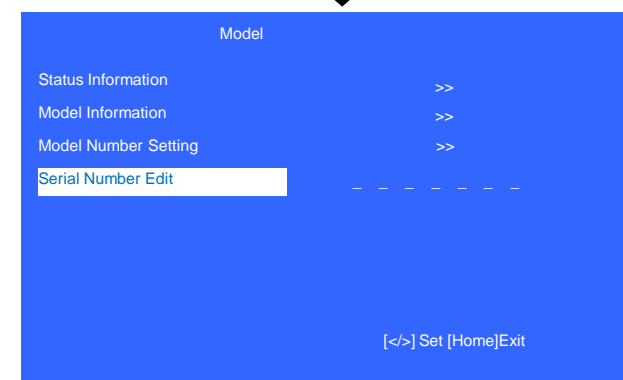 Model
Status Information >>
Model Information >>
Model Number Setting >>
Serial Number Edit _ _ _ _ _ _ _
[</>] Set [Home]Exit